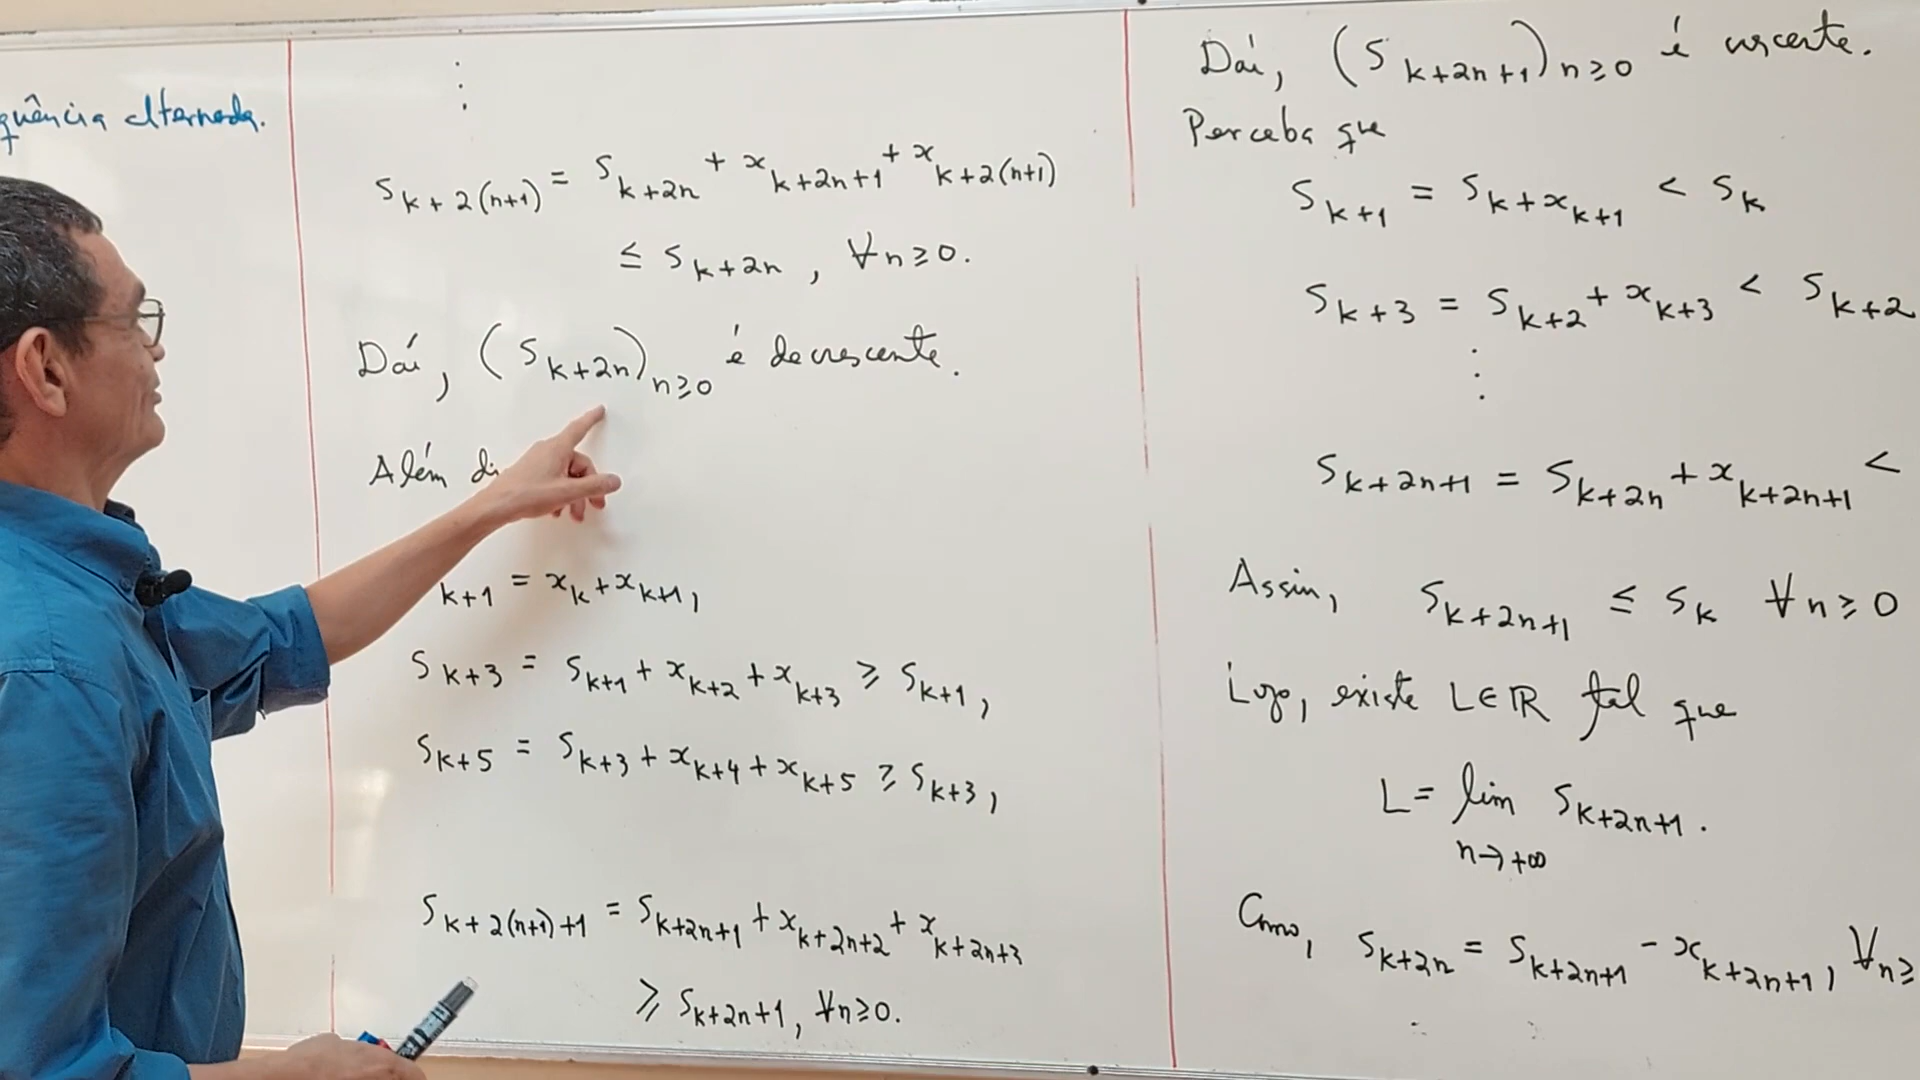 quência alternada.
⋮
S_{k+2(n+1)} = S_{k+2n} + x_{k+2n+1} + x_{k+2(n+1)}
≤ S_{k+2n} , ∀n≥0.
Daí, (S_{k+2n})_{n≥0} é decrescente.
Além di
k+1 = x_k + x_{k+1},
S_{k+3} = S_{k+1} + x_{k+2} + x_{k+3} ≥ S_{k+1},
S_{k+5} = S_{k+3} + x_{k+4} + x_{k+5} ≥ S_{k+3},
S_{k+2(n+1)+1} = S_{k+2n+1} + x_{k+2n+2} + x_{k+2n+3}
≥ S_{k+2n+1}, ∀n≥0.
Daí, (S_{k+2n+1})_{n≥0} é crescente.
Perceba que
S_{k+1} = S_k + x_{k+1} < S_k
S_{k+3} = S_{k+2} + x_{k+3} < S_{k+2}
⋮
S_{k+2n+1} = S_{k+2n} + x_{k+2n+1} <
Assim, S_{k+2n+1} ≤ S_k ∀n≥0
Logo, existe L∈ℝ tal que
L = lim S_{k+2n+1}.
n→+∞
Como, S_{k+2n} = S_{k+2n+1} - x_{k+2n+1}, ∀n≥